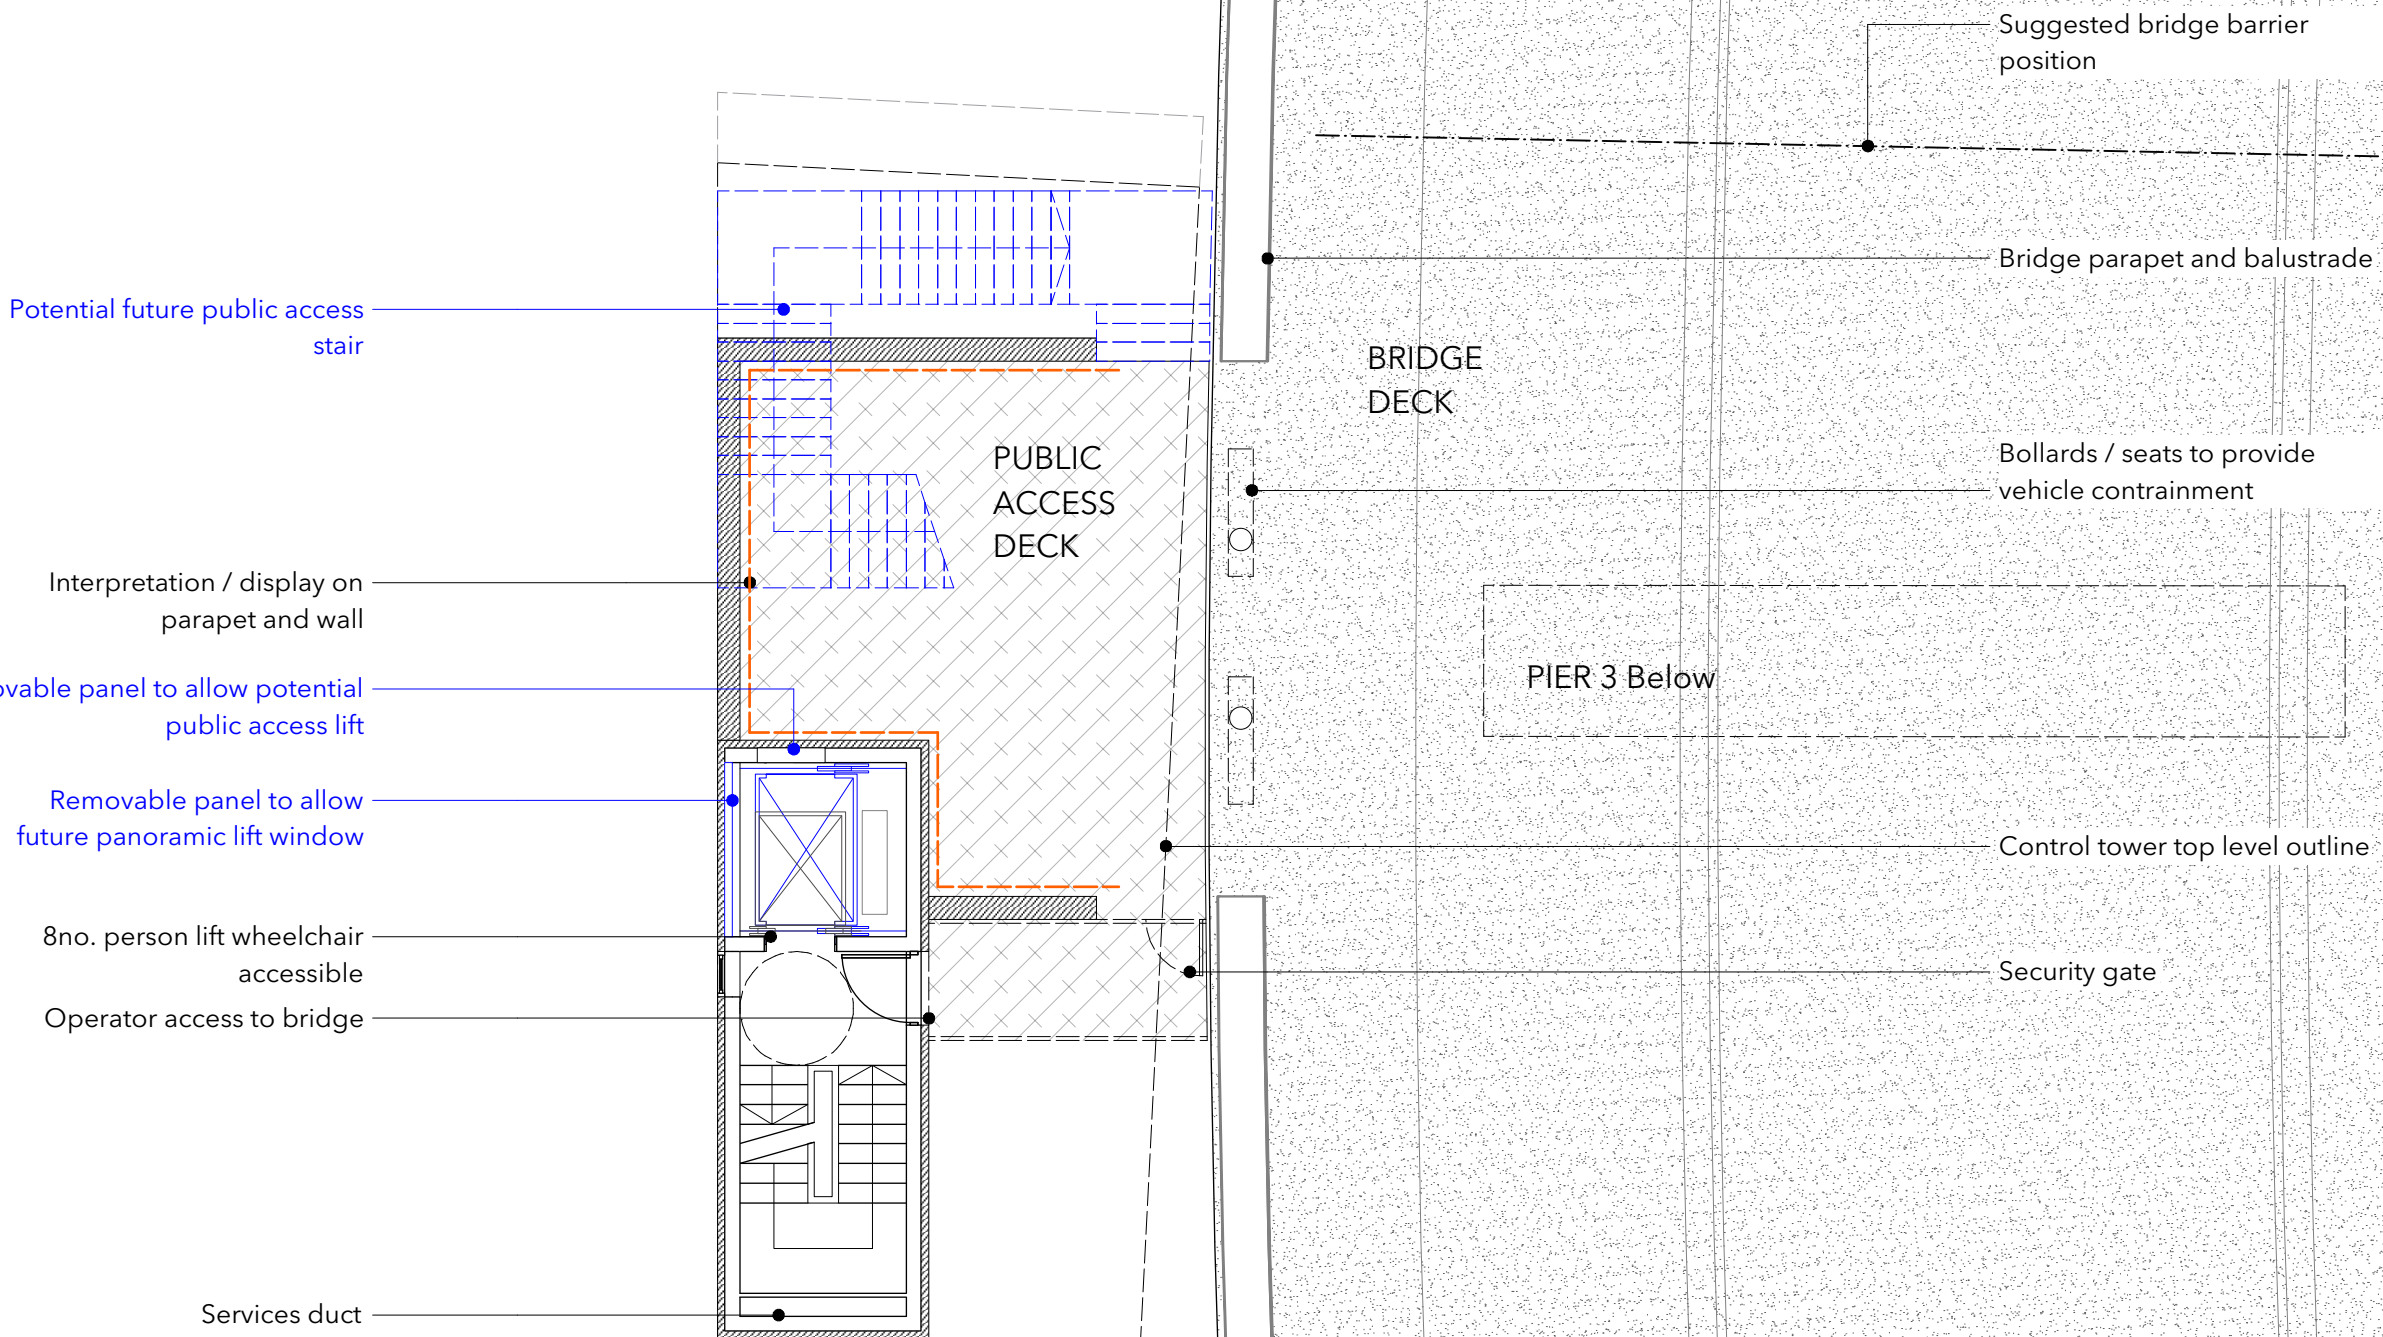 Suggested bridge barrier
position
Bridge parapet and balustrade
Potential future public access
stair
BRIDGE
DECK
PUBLIC
ACCESS
DECK
Bollards / seats to provide
vehicle contrainment
Interpretation / display on
parapet and wall
PIER 3 Below
panel to allow potential
public access lift
Removable panel to allow
future panoramic lift window
Control tower top level outline
8no. person lift wheelchair
accessible
Security gate
Operator access to bridge
Services duct